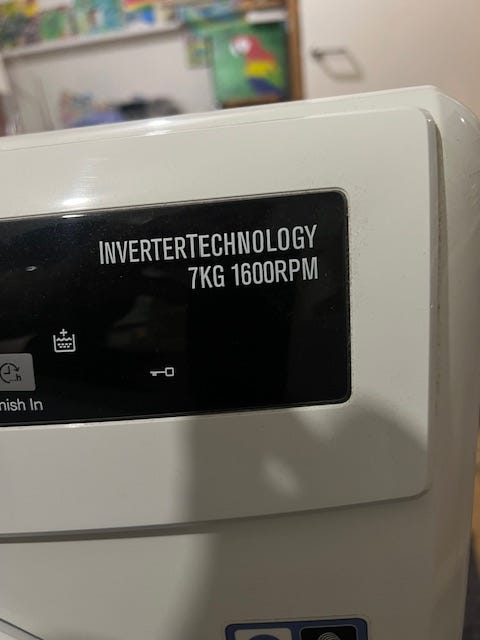 INVERTERTECHNOLOGY
7KG 1600RPM
h
nish In